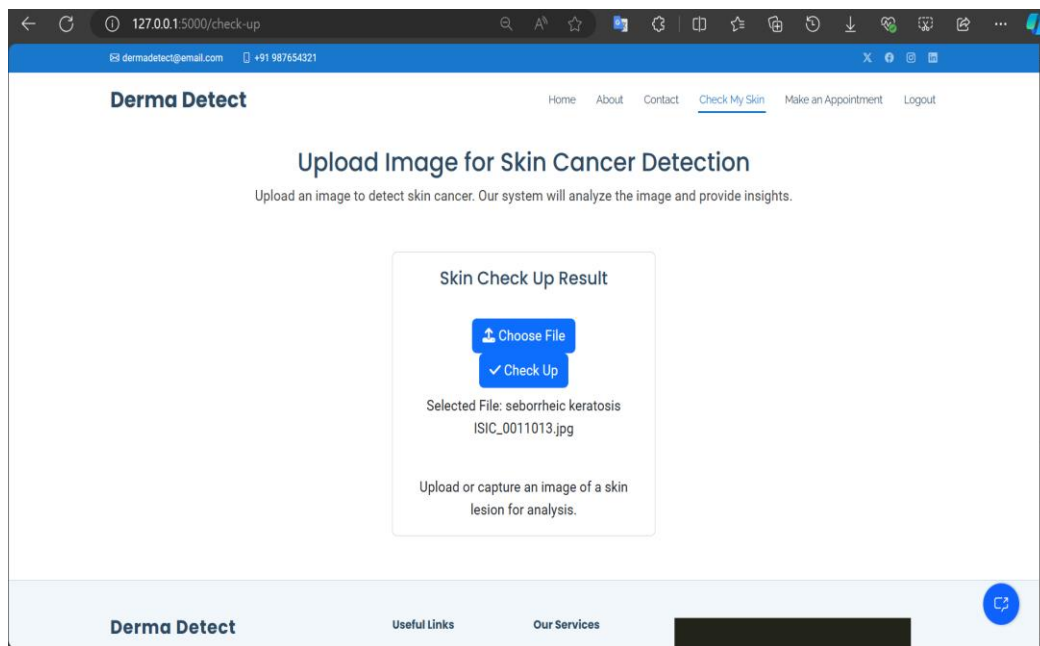 127.0.0.1:5000/check-up
dermadetect@email.com +91 987654321
Derma Detect
Home About Contact Check My Skin Make an Appointment Logout
Upload Image for Skin Cancer Detection
Upload an image to detect skin cancer. Our system will analyze the image and provide insights.
Skin Check Up Result
Choose File
Check Up
Selected File: seborrheic keratosis
ISIC_0011013.jpg
Upload or capture an image of a skin
lesion for analysis.
Derma Detect
Useful Links
Our Services